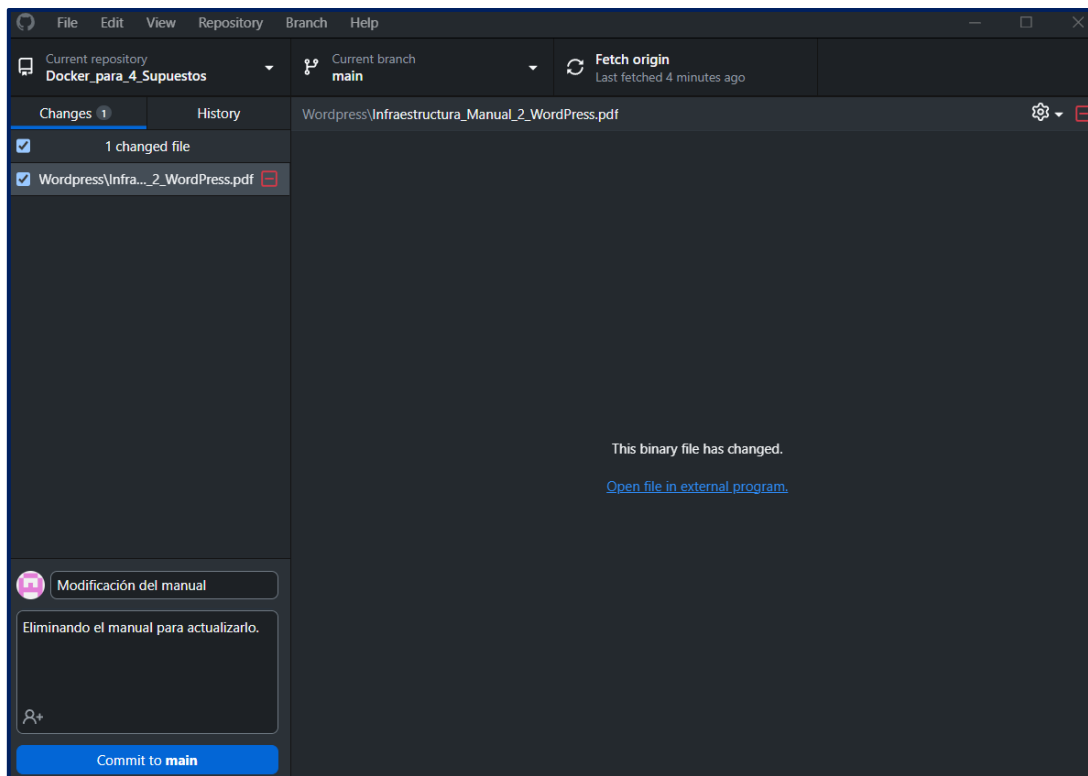 File Edit View Repository Branch Help
Current repository
Docker_para_4_Supuestos
Current branch
main
Fetch origin
Last fetched 4 minutes ago
Changes 1 History
Wordpress\Infraestructura_Manual_2_WordPress.pdf
1 changed file
Wordpress\Infra..._2_WordPress.pdf
This binary file has changed.
Open file in external program.
Modificación del manual
Eliminando el manual para actualizarlo.
Commit to main